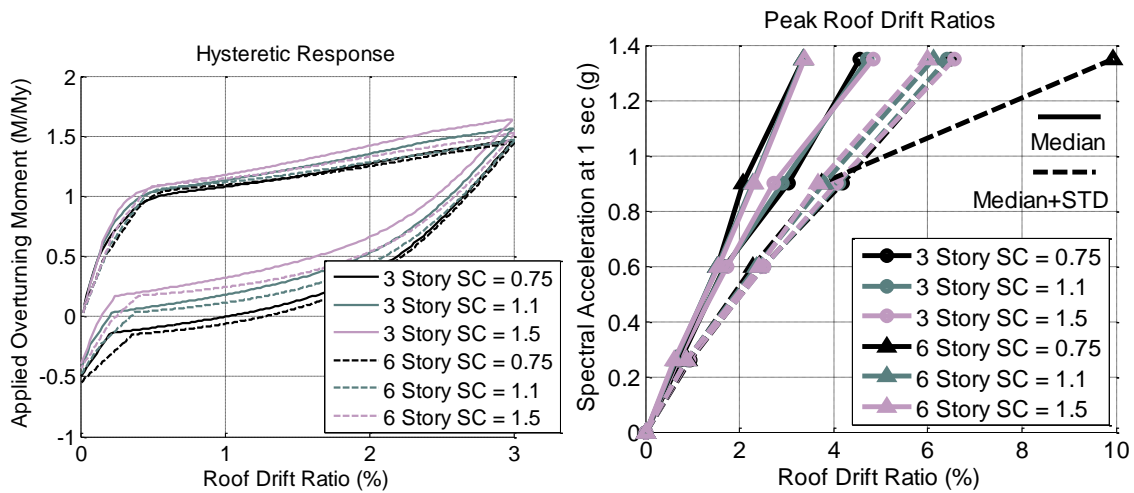 Hysteretic Response
Applied Overturning Moment (M/My)
2
1.5
1
0.5
0
-0.5
-1
0
1
2
3
Roof Drift Ratio (%)
3 Story SC = 0.75
3 Story SC = 1.1
3 Story SC = 1.5
6 Story SC = 0.75
6 Story SC = 1.1
6 Story SC = 1.5
Peak Roof Drift Ratios
Spectral Acceleration at 1 sec (g)
1.4
1.2
1
0.8
0.6
0.4
0.2
0
0
2
4
6
8
10
Roof Drift Ratio (%)
Median
Median+STD
3 Story SC = 0.75
3 Story SC = 1.1
3 Story SC = 1.5
6 Story SC = 0.75
6 Story SC = 1.1
6 Story SC = 1.5